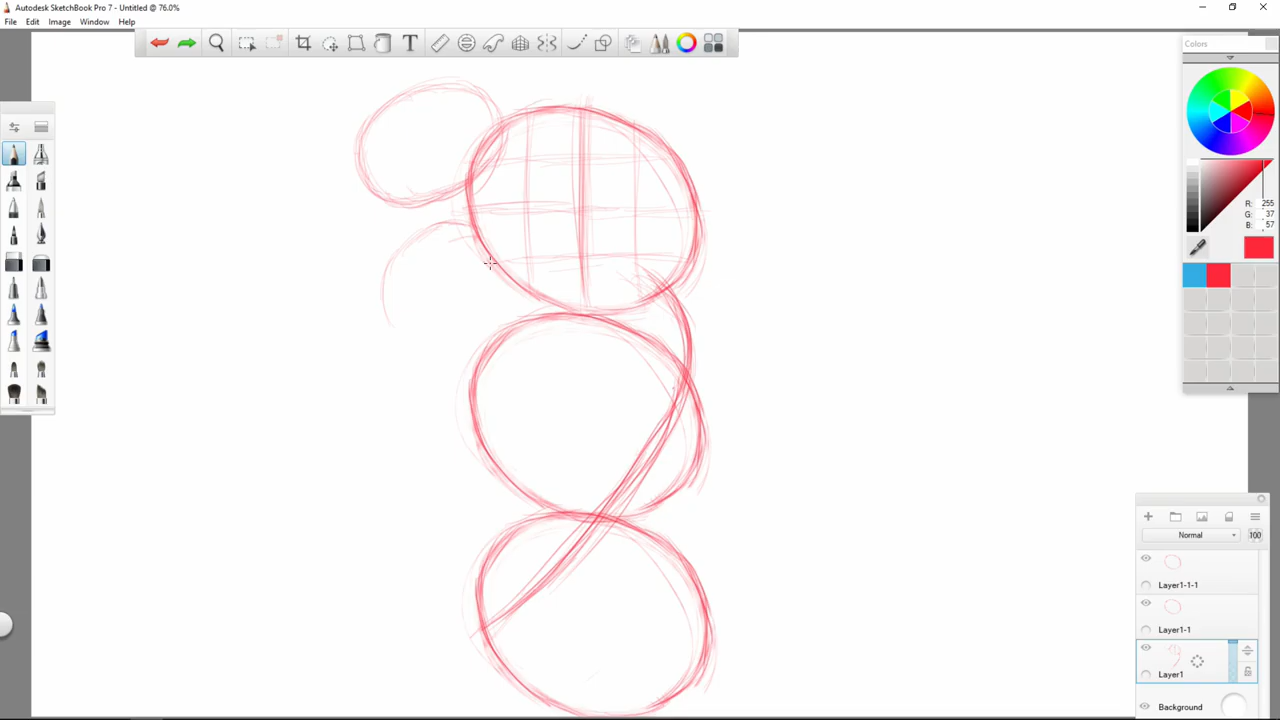 Autodesk SketchBook Pro 7 - Untitled @ 76.0%
File Edit Image Window Help
T
Colors
R: 255
G: 37
B: 57
Normal 100
Layer1-1-1
Layer1-1
Layer1
Background